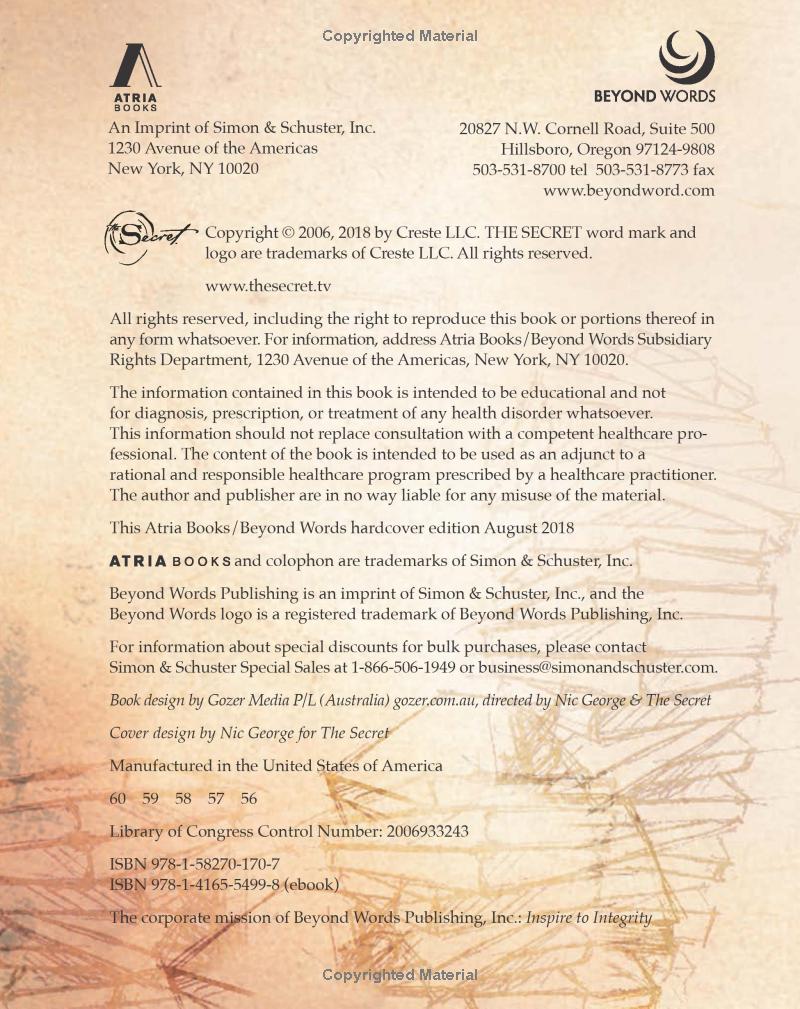 Copyrighted Material
ATRIA
BOOKS
An Imprint of Simon & Schuster, Inc.
1230 Avenue of the Americas
New York, NY 10020
BEYOND WORDS
20827 N.W. Cornell Road, Suite 500
Hillsboro, Oregon 97124-9808
503-531-8700 tel 503-531-8773 fax
www.beyondword.com
The Secret
Copyright © 2006, 2018 by Creste LLC. THE SECRET word mark and
logo are trademarks of Creste LLC. All rights reserved.
www.thesecret.tv
All rights reserved, including the right to reproduce this book or portions thereof in
any form whatsoever. For information, address Atria Books/Beyond Words Subsidiary
Rights Department, 1230 Avenue of the Americas, New York, NY 10020.
The information contained in this book is intended to be educational and not
for diagnosis, prescription, or treatment of any health disorder whatsoever.
This information should not replace consultation with a competent healthcare pro-
fessional. The content of the book is intended to be used as an adjunct to a
rational and responsible healthcare program prescribed by a healthcare practitioner.
The author and publisher are in no way liable for any misuse of the material.
This Atria Books/Beyond Words hardcover edition August 2018
ATRIA BOOKS and colophon are trademarks of Simon & Schuster, Inc.
Beyond Words Publishing is an imprint of Simon & Schuster, Inc., and the
Beyond Words logo is a registered trademark of Beyond Words Publishing, Inc.
For information about special discounts for bulk purchases, please contact
Simon & Schuster Special Sales at 1-866-506-1949 or business@simonandschuster.com.
Book design by Gozer Media P/L (Australia) gozer.com.au, directed by Nic George & The Secret
Cover design by Nic George for The Secret
Manufactured in the United States of America
60 59 58 57 56
Library of Congress Control Number: 2006933243
ISBN 978-1-58270-170-7
ISBN 978-1-4165-5499-8 (ebook)
The corporate mission of Beyond Words Publishing, Inc.: Inspire to Integrity
Copyrighted Material